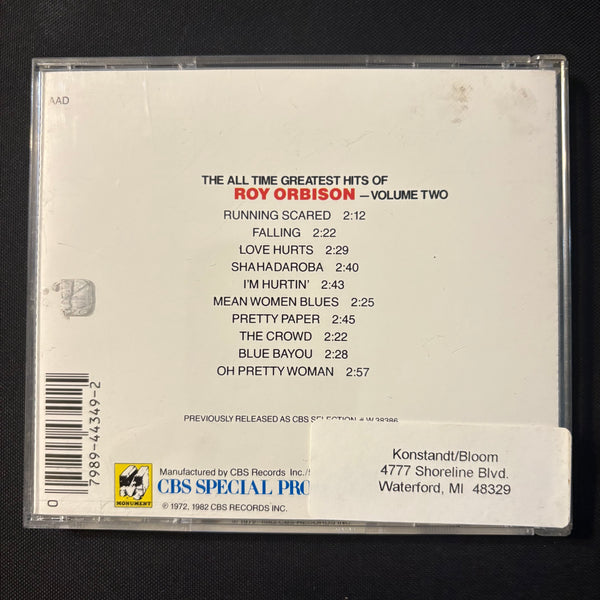 AAD
THE ALL TIME GREATEST HITS OF
ROY ORBISON —VOLUME TWO
RUNNING SCARED 2:12
FALLING 2:22
LOVE HURTS 2:29
SHAHADAROBA 2:40
I'M HURTIN' 2:43
MEAN WOMEN BLUES 2:25
PRETTY PAPER 2:45
THE CROWD 2:22
BLUE BAYOU 2:28
OH PRETTY WOMAN 2:57
PREVIOUSLY RELEASED AS CBS SELECTION # W 38386
0 7989-44349-2
MONUMENT
Manufactured by CBS Records Inc./
CBS SPECIAL PRO
℗ 1972, 1982 CBS RECORDS INC.
Konstandt/Bloom
4777 Shoreline Blvd.
Waterford, MI 48329